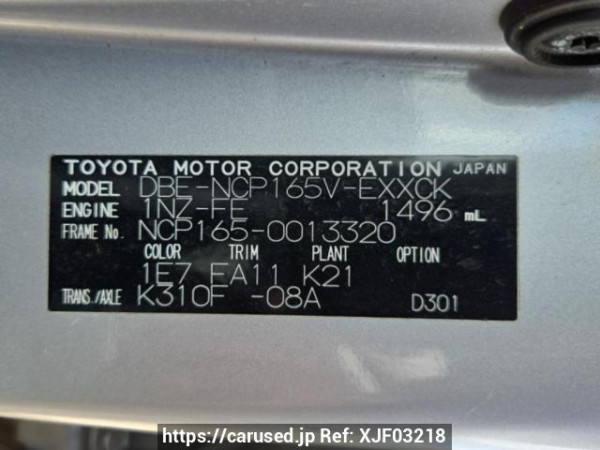 TOYOTA MOTOR CORPORATION JAPAN
MODEL DBE-NCP165V-EXXCK
ENGINE 1NZ-FE 1496 mL
FRAME No. NCP165-0013320
COLOR TRIM PLANT OPTION
1E7 FA11 K21
TRANS./AXLE K310F -08A D301
https://carused.jp Ref: XJF03218